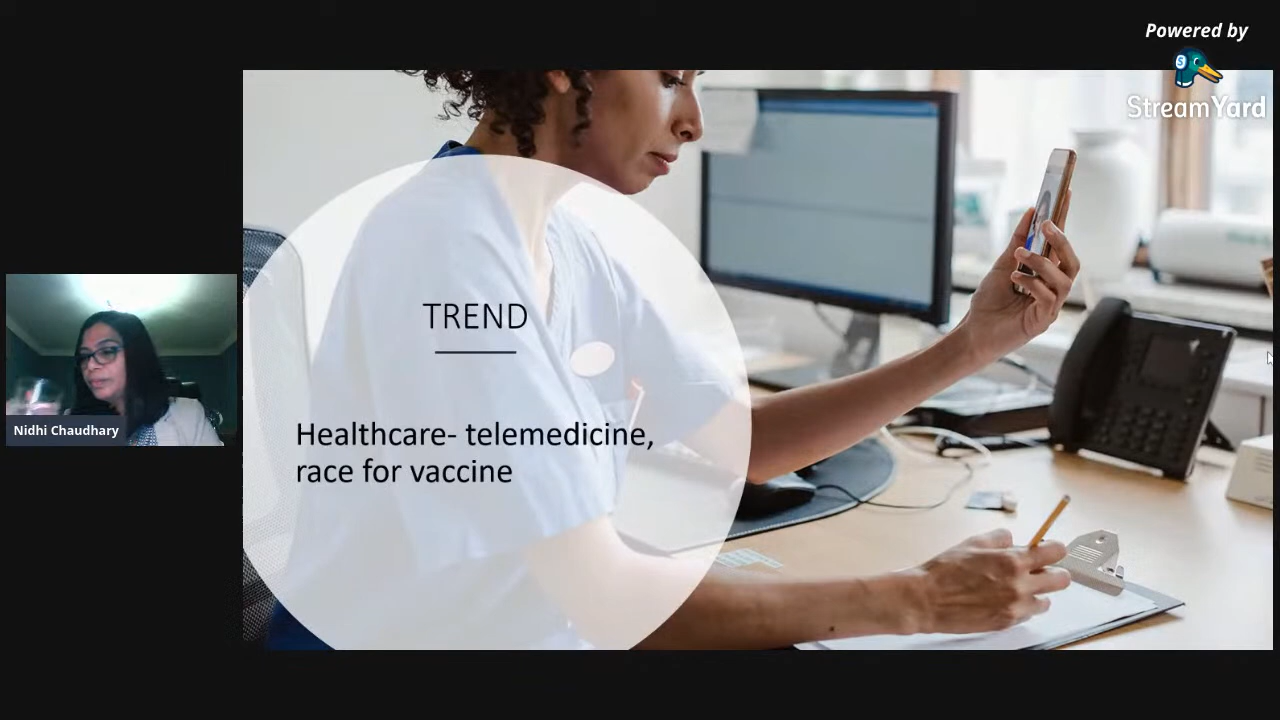 Powered by
StreamYard
TREND
Healthcare- telemedicine,
race for vaccine
Nidhi Chaudhary